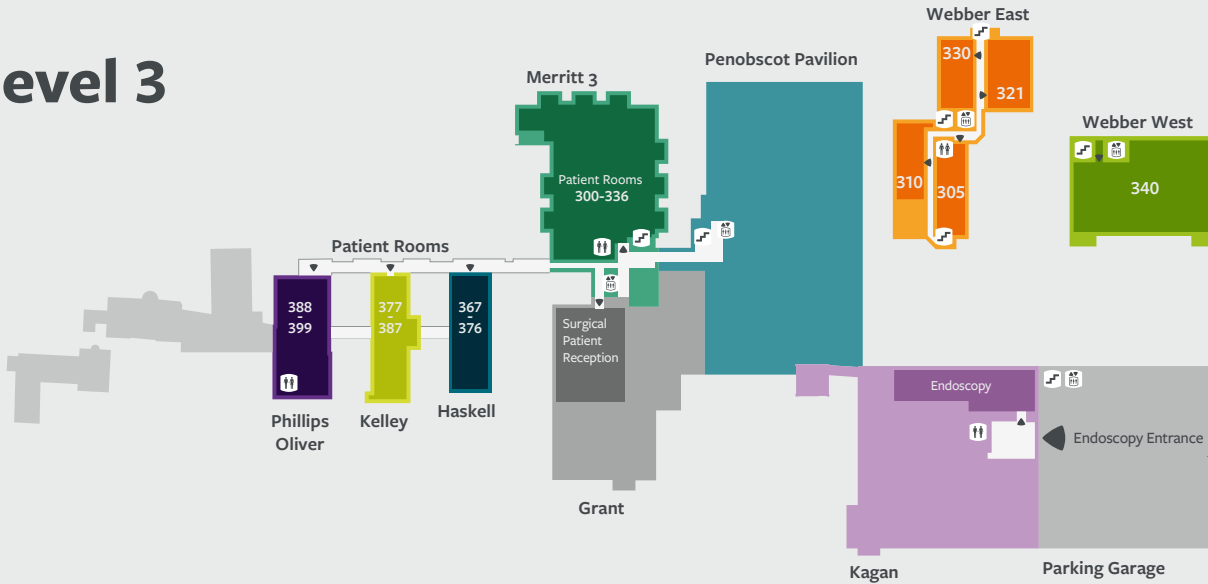 evel 3
Webber East
330
321
310
305
Webber West
340
Penobscot Pavilion
Merritt 3
Patient Rooms
300-336
Patient Rooms
388
-
399
377
-
387
367
-
376
Phillips
Oliver
Kelley
Haskell
Surgical
Patient
Reception
Grant
Endoscopy
Endoscopy Entrance
Kagan
Parking Garage